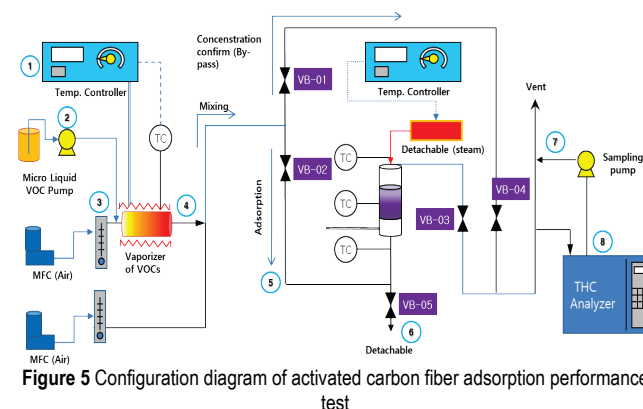 Concenstration
confirm (By-
pass)
1
Temp. Controller
VB-01
Temp. Controller
Vent
2
Mixing
TC
7
Micro Liquid
VOC Pump
VB-02
TC
Detachable (steam)
Sampling
pump
3
4
VB-04
Adsorption
TC
VB-03
MFC (Air)
Vaporizer
of VOCs
TC
8
5
THC
Analyzer
VB-05
6
MFC (Air)
Detachable
Figure 5 Configuration diagram of activated carbon fiber adsorption performance
test